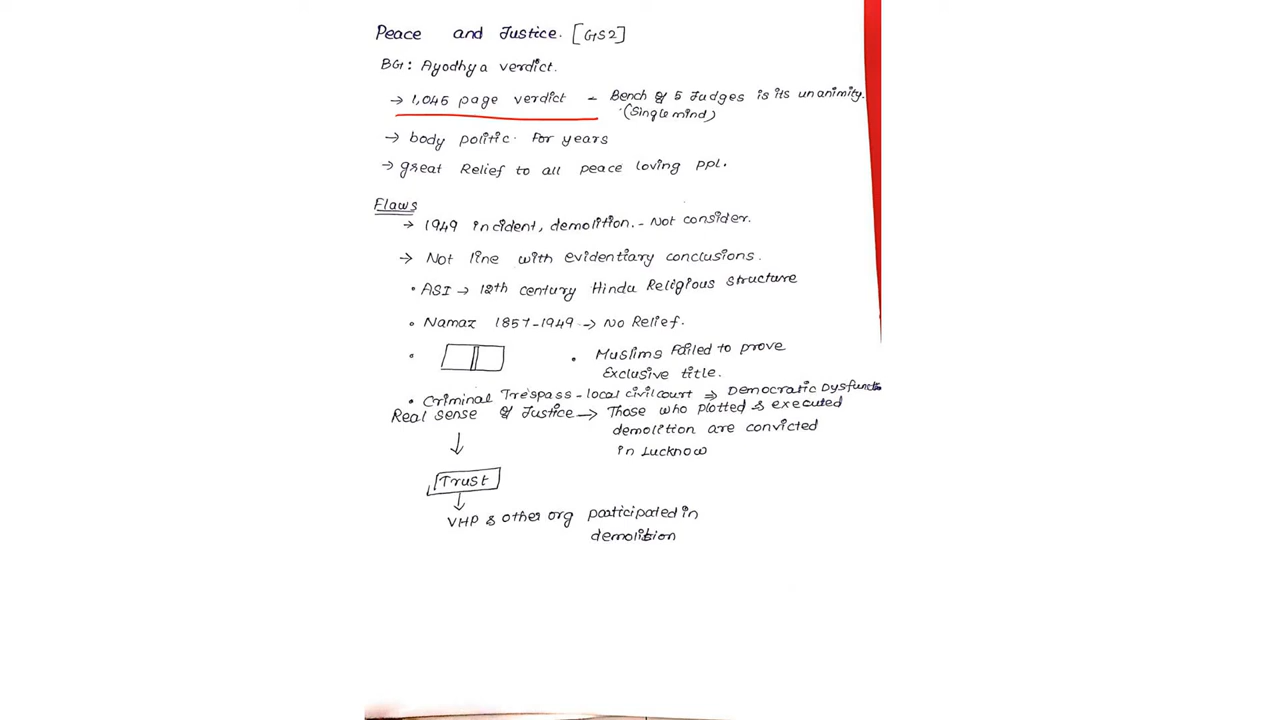 Peace and Justice. [GS2]
BG: Ayodhya verdict.
→ 1,045 page verdict - Bench of 5 Judges is its unanimity.
(Single mind)
→ body politic. For years
→ great Relief to all peace loving ppl.
Flaws
→ 1949 incident, demolition. - Not consider.
→ Not line with evidentiary conclusions.
• ASI → 12th century Hindu Religious Structure
• Namaz 1857-1949 → No Relief.
• Muslims Failed to prove
Exclusive title.
• Criminal Trespass - local civil court ⇒ Democratic Dysfunct
Real sense of Justice → Those who plotted & executed
demolition are convicted
in Lucknow
Trust
VHP & other org participated in
demolition